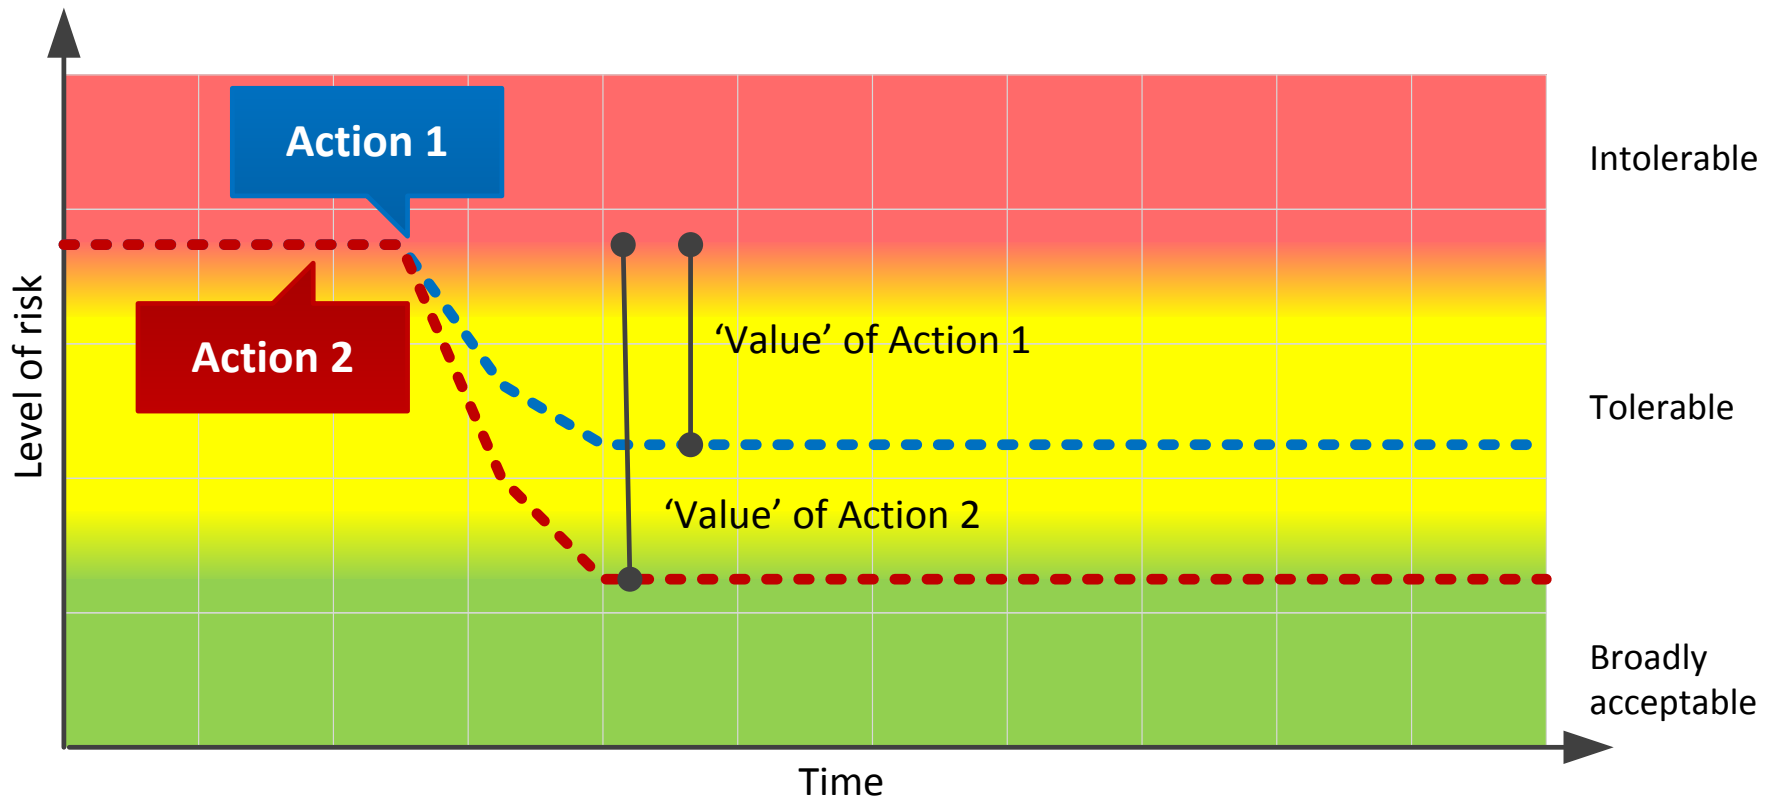 Action 1
Intolerable
Level of risk
‘Value’ of Action 1
Action 2
Tolerable
‘Value’ of Action 2
Broadly
acceptable
Time